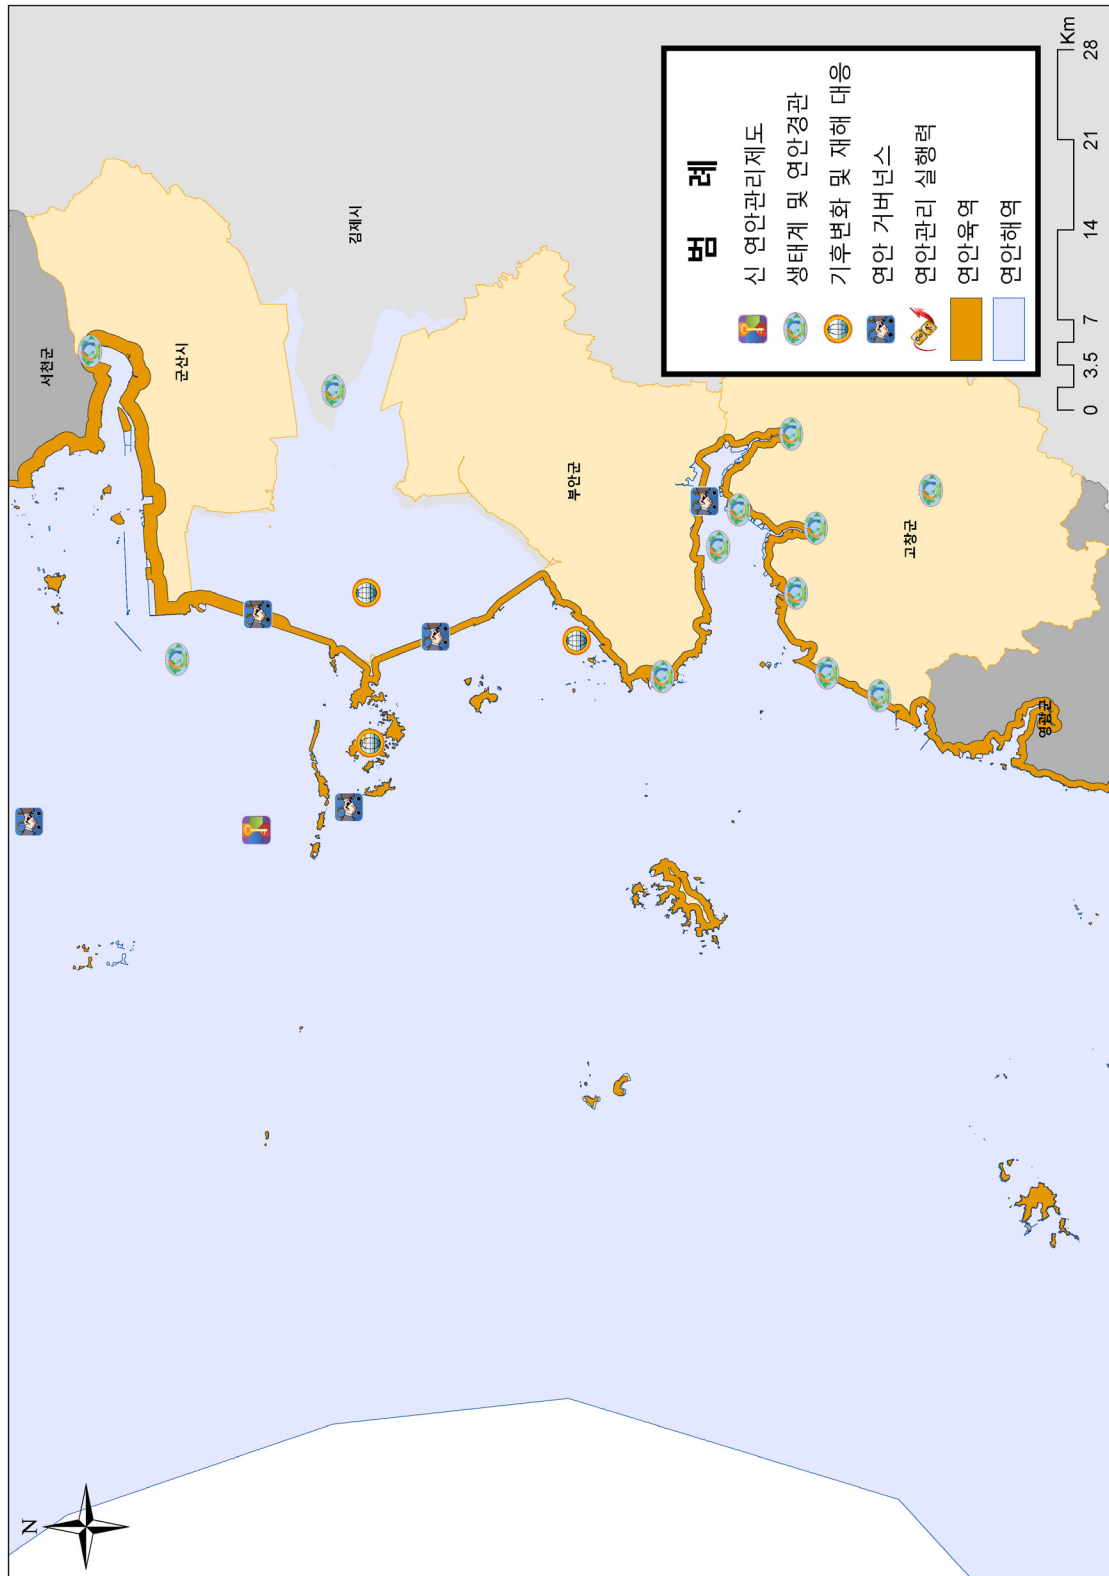 N
서천군
군산시
김제시
부안군
고창군
영광군
범 례
신 연안관리제도
생태계 및 연안경관
기후변화 및 재해 대응
연안 거버넌스
연안관리 실행력
연안육역
연안해역
0 3.5 7 14 21 28
Km